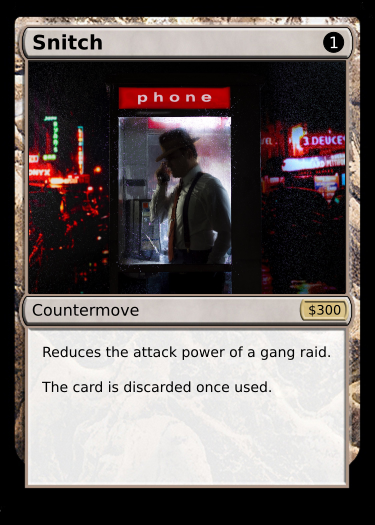 Snitch 1
phone
3 DEUCES
ONYX
Countermove $300
Reduces the attack power of a gang raid.
The card is discarded once used.